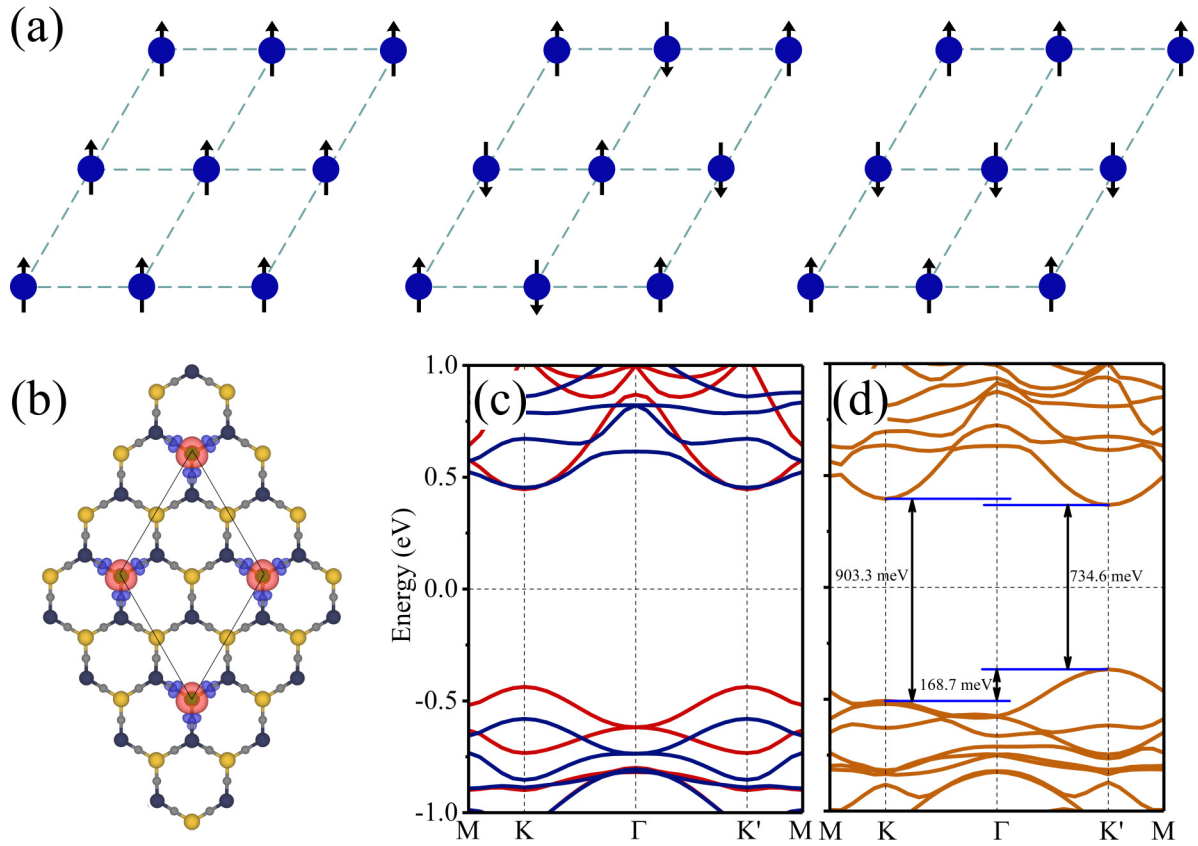 (a)
(b)
(c)
(d)
Energy (eV)
1.0
0.5
0.0
-0.5
-1.0
903.3 meV
734.6 meV
168.7 meV
M K Γ K' M
M K Γ K' M